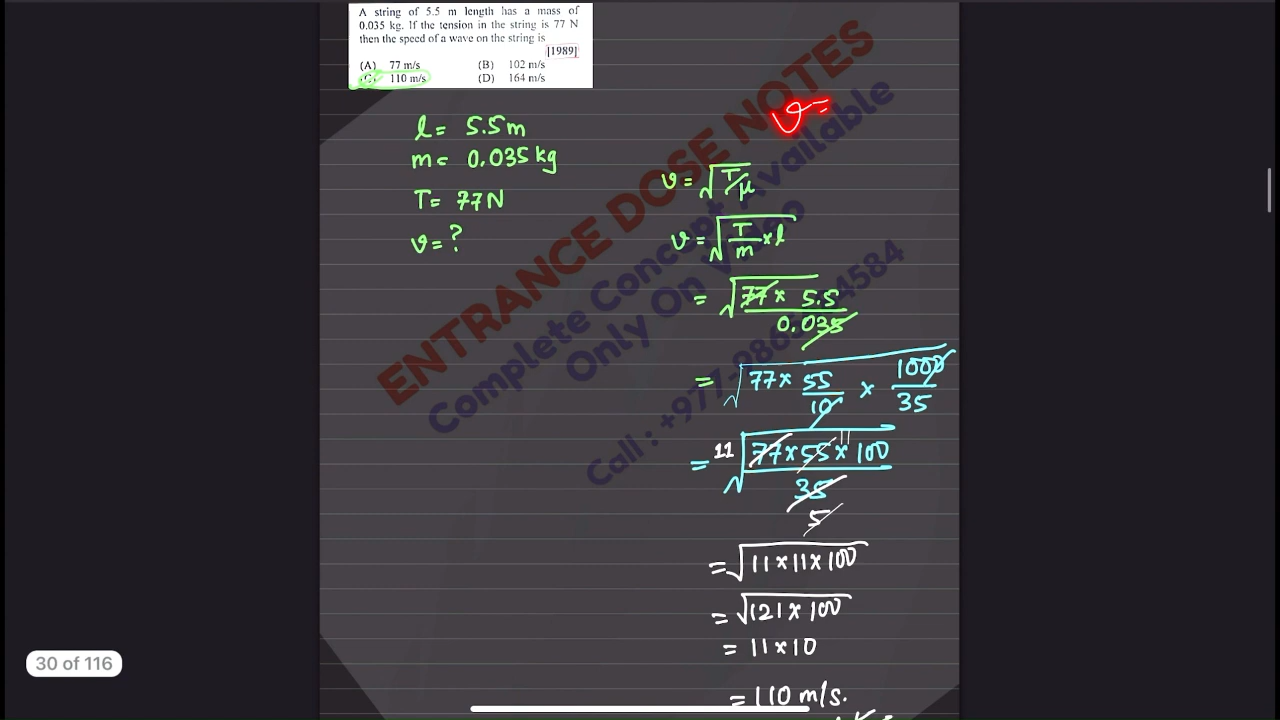 A string of 5.5 m length has a mass of
0.035 kg. If the tension in the string is 77 N
then the speed of a wave on the string is
[1989]
(A) 77 m/s (B) 102 m/s
(C) 110 m/s (D) 164 m/s
l = 5.5m
m = 0.035 kg
T = 77N
v = ?
v =
v = √T/μ
v = √T/m × l
= √77 × 5.5 / 0.035
= √77 × 55/10 × 1000/35
= 11 √77 × 55 11 × 100 / 35
5
= √11 × 11 × 100
= √121 × 100
= 11 × 10
= 110 m/s.
ENTRANCE DOSE NOTES
Complete Concept Available
Only On Video
30 of 116